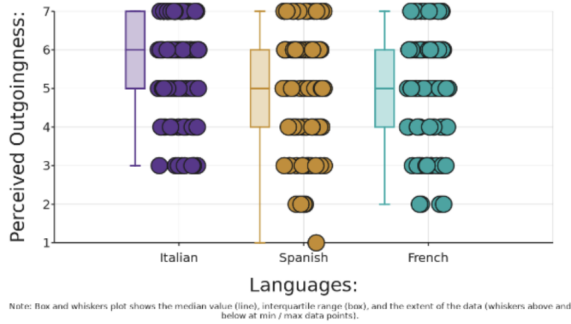 Perceived Outgoingness:
7
6
5
4
3
2
1
Italian Spanish French
Languages:
Note: Box and whiskers plot shows the median value (line), interquartile range (box), and the extent of the data (whiskers above and
below at min / max data points).